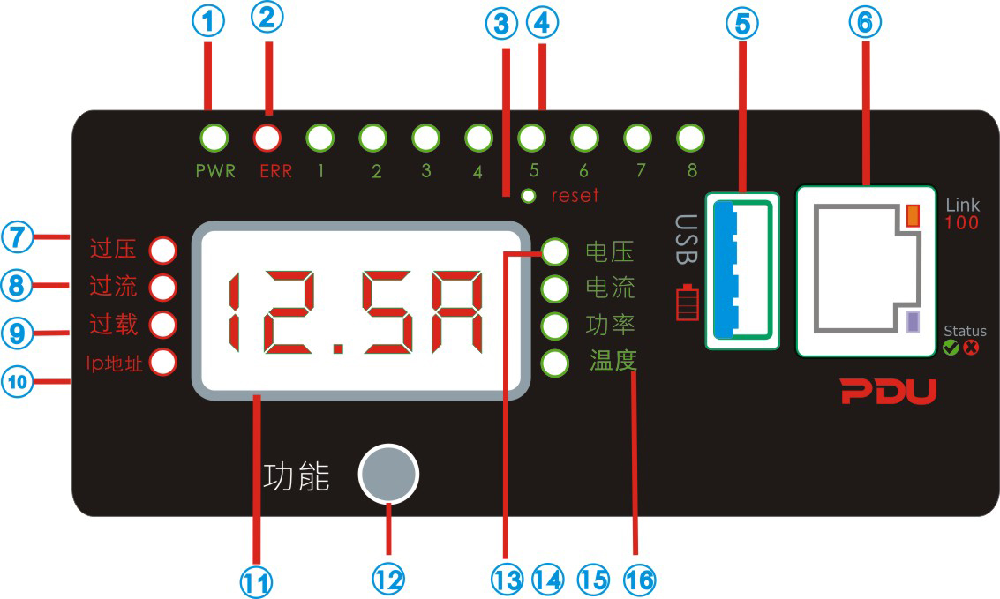 ① ② ③ ④ ⑤ ⑥
PWR ERR 1 2 3 4 5 6 7 8
reset
⑦ 过压
⑧ 过流
⑨ 过载
⑩ Ip地址
12.5A
电压
电流
功率
温度
USB
Link
100
Status
PDU
功能
⑪ ⑫ ⑬ ⑭ ⑮ ⑯